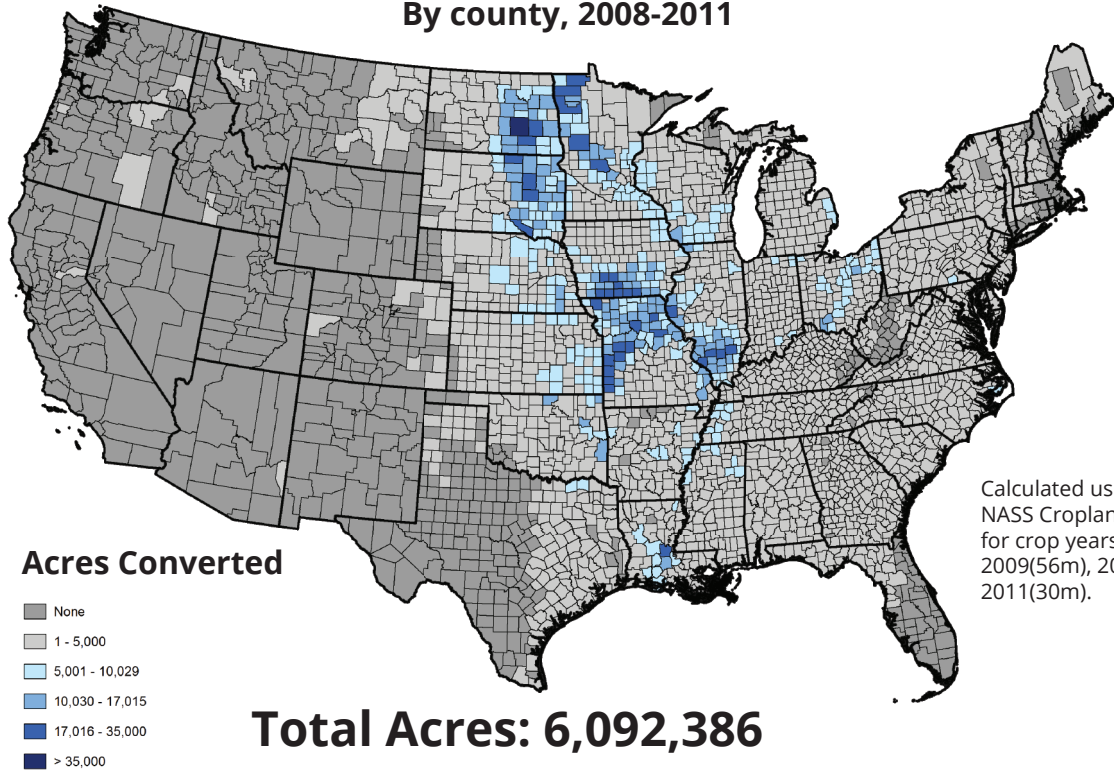 By county, 2008-2011
Calculated us
NASS Croplan
for crop years
2009(56m), 20
2011(30m).
Acres Converted
None
1 - 5,000
5,001 - 10,029
10,030 - 17,015
17,016 - 35,000
> 35,000
Total Acres: 6,092,386